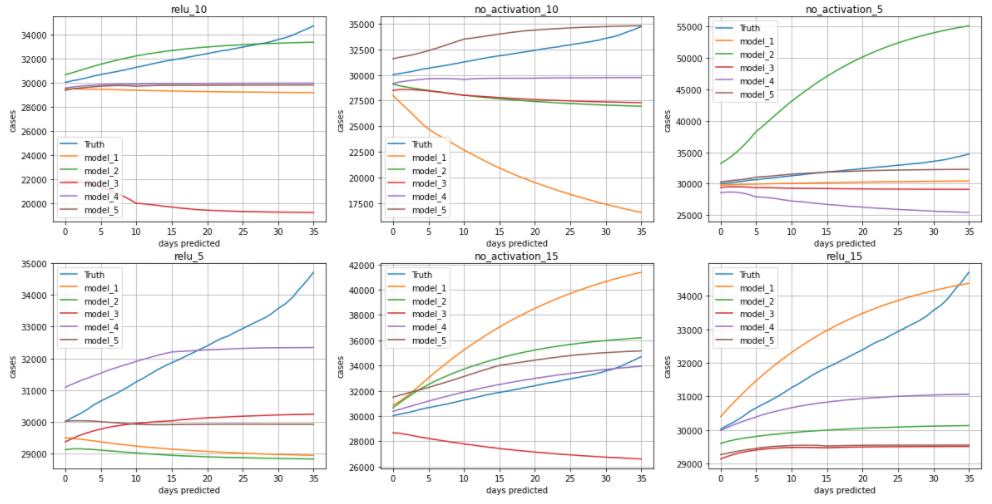 relu_10
cases
34000
32000
30000
28000
26000
24000
22000
20000
Truth
model_1
model_2
model_3
model_4
model_5
0 5 10 15 20 25 30 35
days predicted
no_activation_10
cases
35000
32500
30000
27500
25000
22500
20000
17500
Truth
model_1
model_2
model_3
model_4
model_5
0 5 10 15 20 25 30 35
days predicted
no_activation_5
cases
55000
50000
45000
40000
35000
30000
25000
Truth
model_1
model_2
model_3
model_4
model_5
0 5 10 15 20 25 30 35
days predicted
relu_5
cases
35000
34000
33000
32000
31000
30000
29000
Truth
model_1
model_2
model_3
model_4
model_5
0 5 10 15 20 25 30 35
days predicted
no_activation_15
cases
42000
40000
38000
36000
34000
32000
30000
28000
26000
Truth
model_1
model_2
model_3
model_4
model_5
0 5 10 15 20 25 30 35
days predicted
relu_15
cases
34000
33000
32000
31000
30000
29000
Truth
model_1
model_2
model_3
model_4
model_5
0 5 10 15 20 25 30 35
days predicted